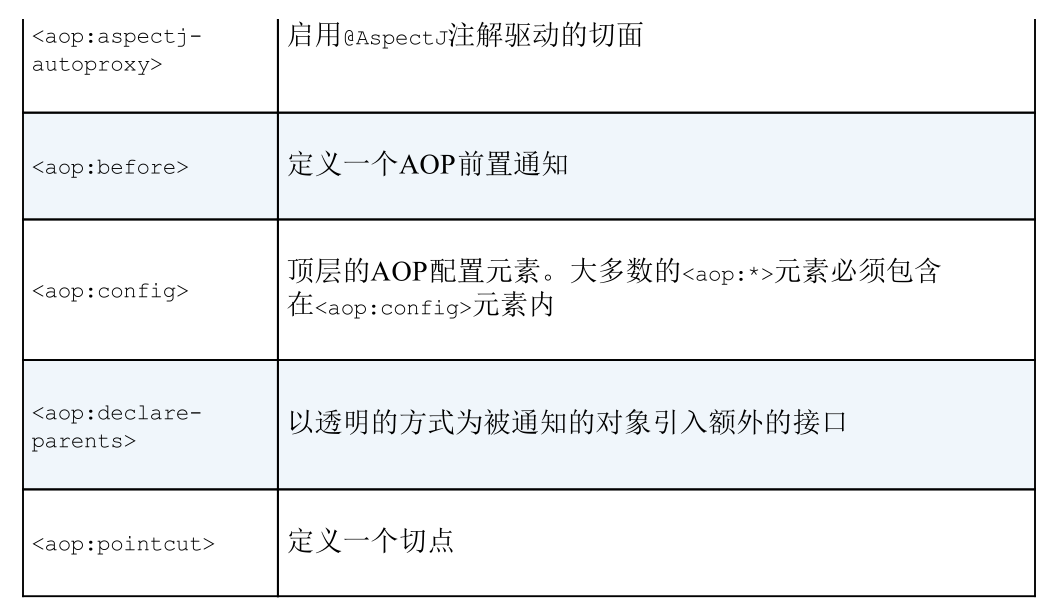 <aop:aspectj-
autoproxy>
启用@AspectJ注解驱动的切面
<aop:before>
定义一个AOP前置通知
<aop:config>
顶层的AOP配置元素。大多数的<aop:*>元素必须包含
在<aop:config>元素内
<aop:declare-
parents>
以透明的方式为被通知的对象引入额外的接口
<aop:pointcut>
定义一个切点